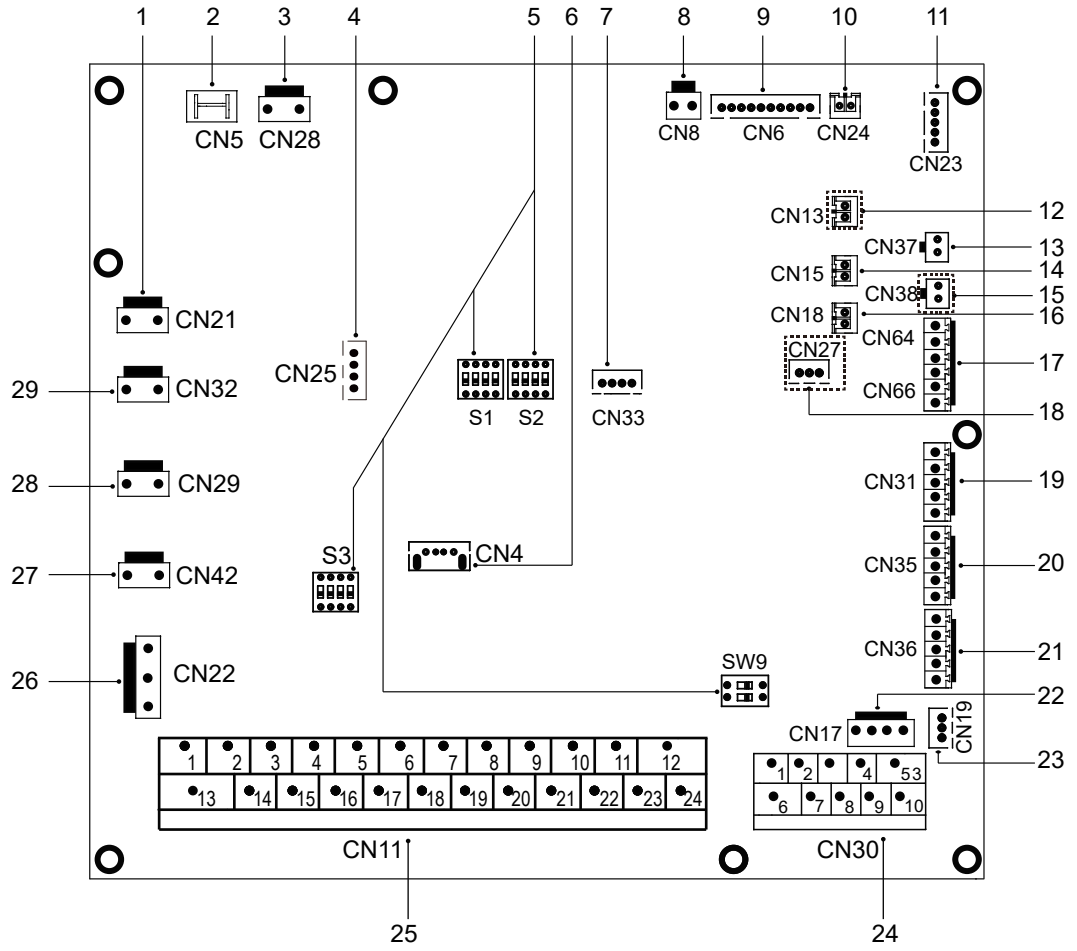 1 2 3 4 5 6 7 8 9 10 11
CN5 CN28 CN8 CN6 CN24 CN23
CN13 12
CN37 13
CN15 14
CN38 15
CN18 16
CN21 CN64
CN27 17
CN25
29 CN32 CN66
S1 S2 CN33 18
28 CN29 CN31 19
S3 CN4
27 CN42 CN35 20
26 CN22 SW9 CN36 21
22
CN17 CN19
23
1 2 3 4 5 6 7 8 9 10 11 12
1 2 4 53
13 14 15 16 17 18 19 20 21 22 23 24
6 7 8 9 10
CN11 CN30
25 24